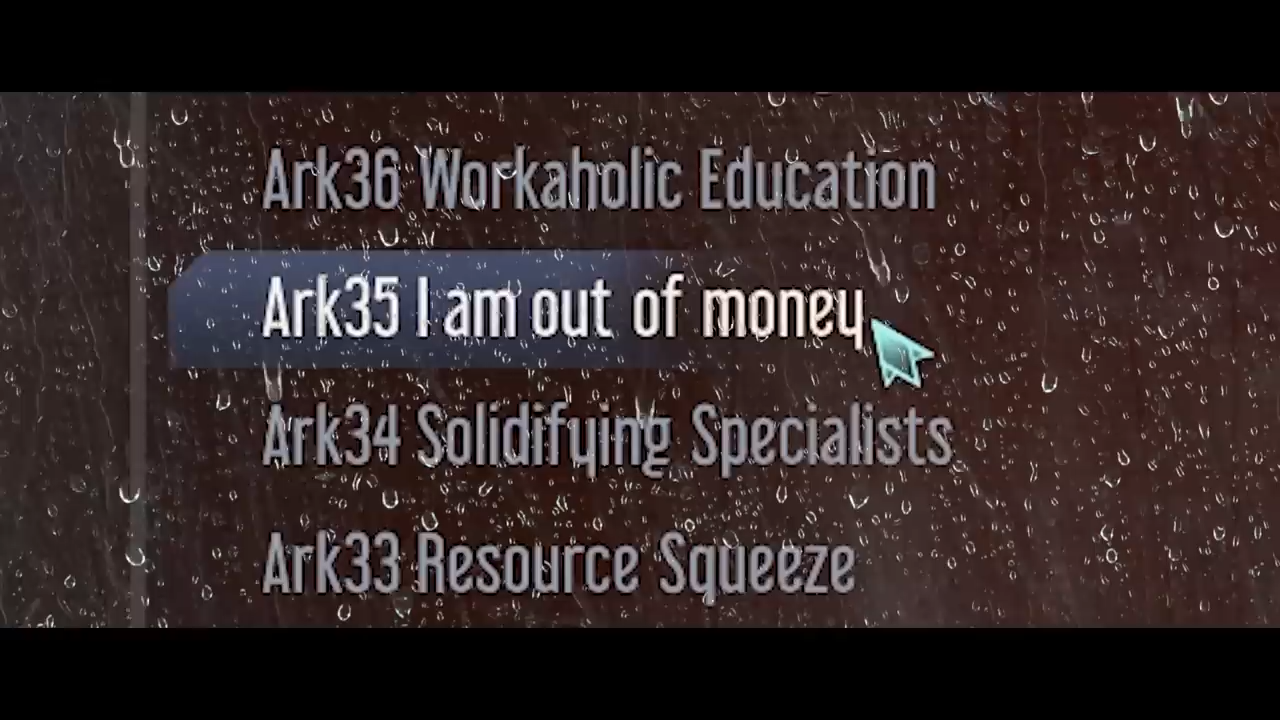 Ark36 Workaholic Education
Ark35 I am out of money
Ark34 Solidifying Specialists
Ark33 Resource Squeeze